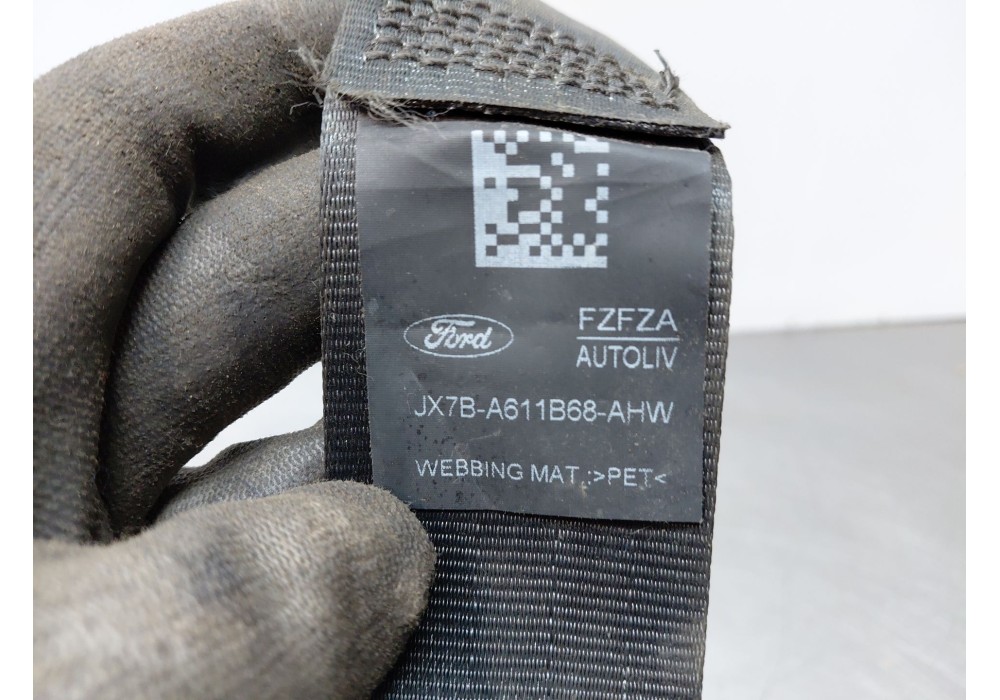 Ford
FZFZA
AUTOLIV
JX7B-A611B68-AHW
WEBBING MAT.:>PET<